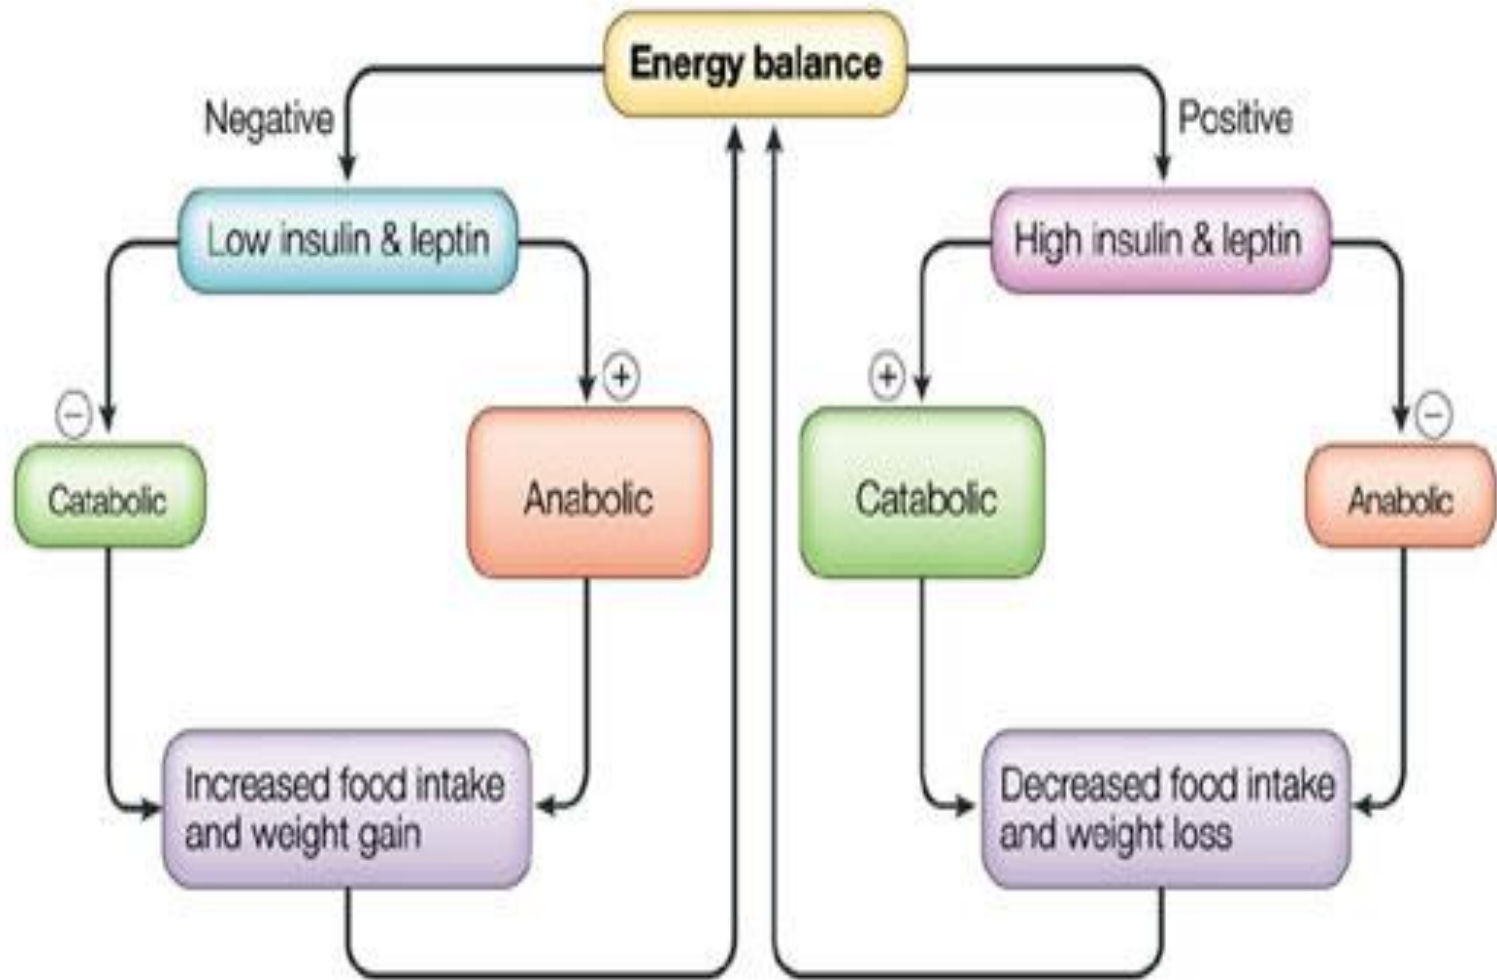 Energy balance
Negative
Positive
Low insulin & leptin
High insulin & leptin
−
+
+
−
Catabolic
Anabolic
Catabolic
Anabolic
Increased food intake
and weight gain
Decreased food intake
and weight loss